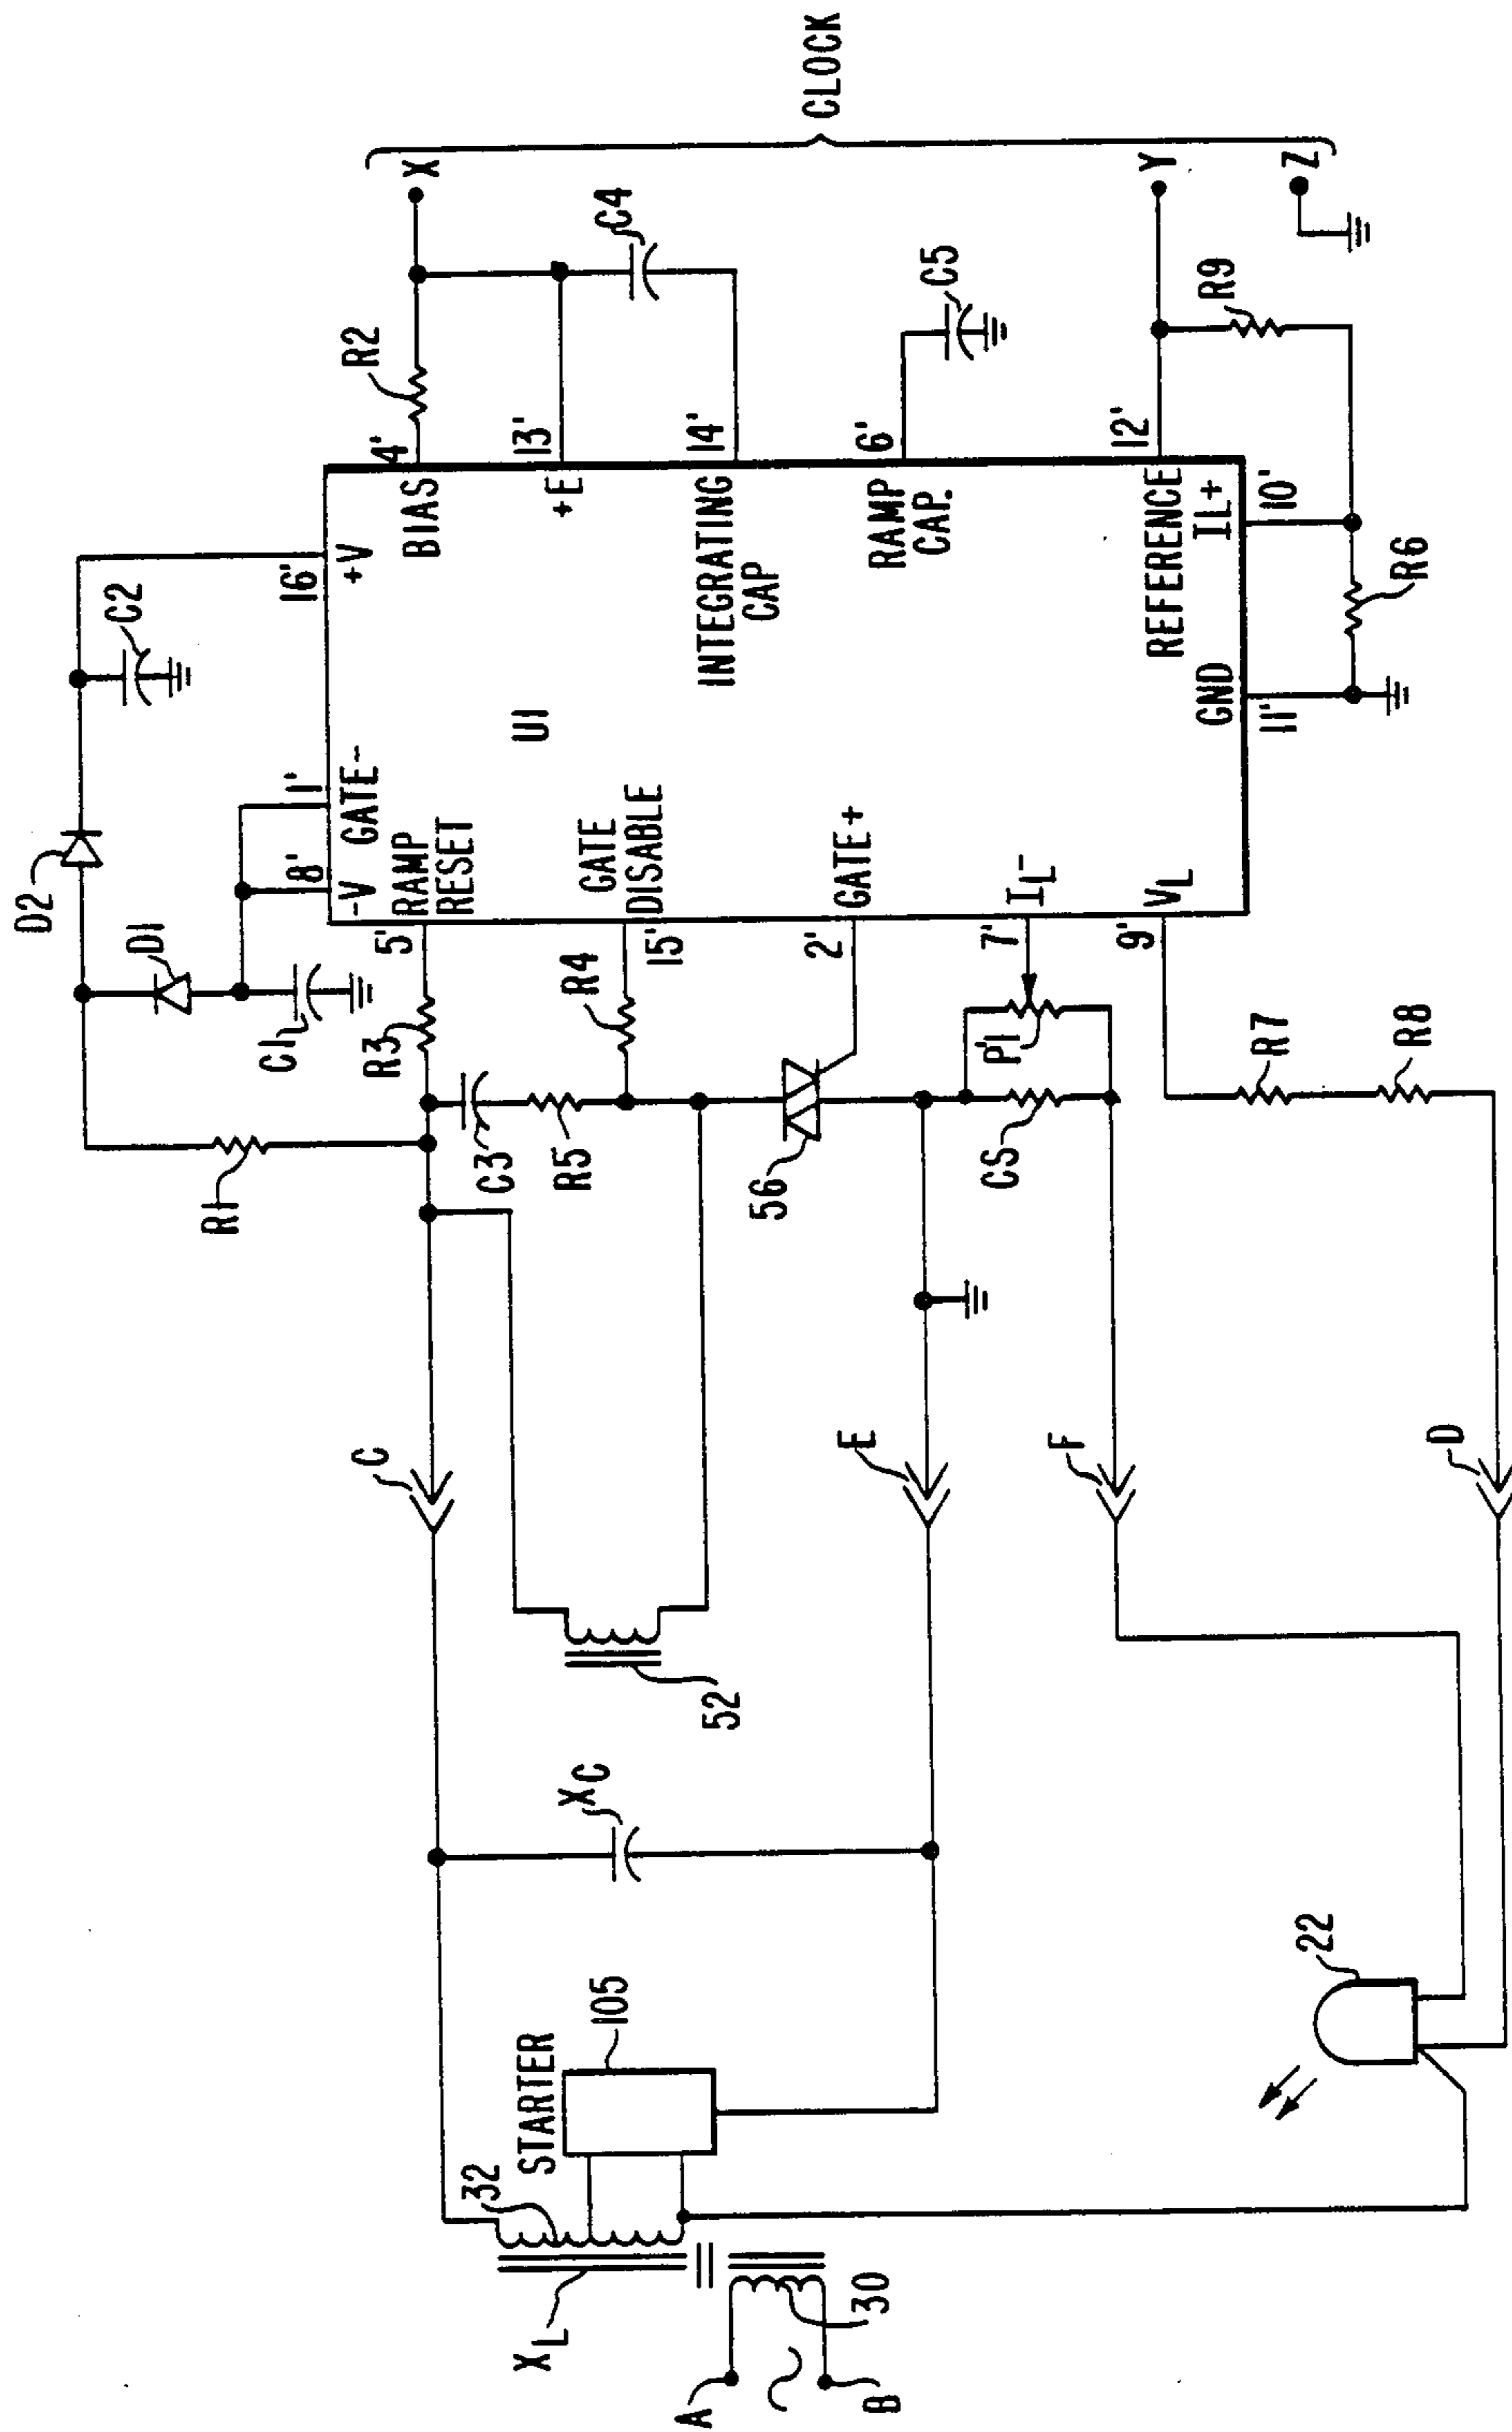 D2
C2
D1
C1
R1
16'
+V
1'
GATE-
8'
-V
5'
RAMP
RESET
R3
C3
R5
R4
15'
GATE
DISABLE
U1
4'
BIAS
R2
X
13'
+E
C4
14'
INTEGRATING
CAP
6'
RAMP
CAP.
C5
CLOCK
12'
REFERENCE
Y
Z
R9
10'
IL+
R6
GND
11'
2'
GATE+
56
7'
IL-
P1
CS
9'
VL
R7
R8
C
E
F
D
52
XC
STARTER
105
32
XL
30
A
B
22